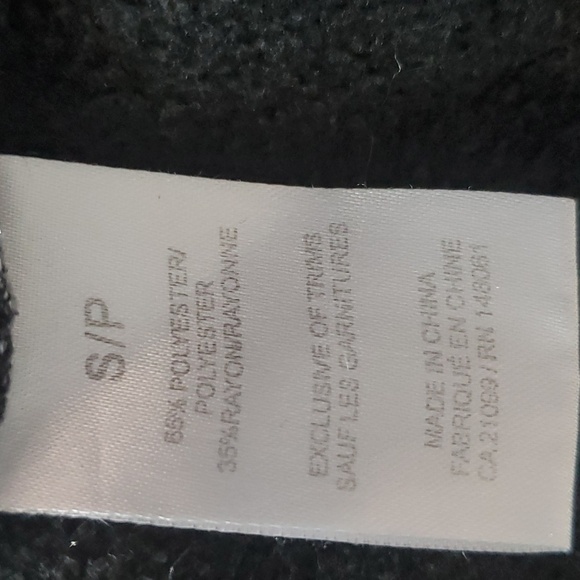 S/P
65% POLYESTER/
POLYESTER
35%RAYON/RAYONNE
EXCLUSIVE OF TRIMS
SAUF LES GARNITURES
MADE IN CHINA
FABRIQUÉ EN CHINE
CA 21099 / RN 148061